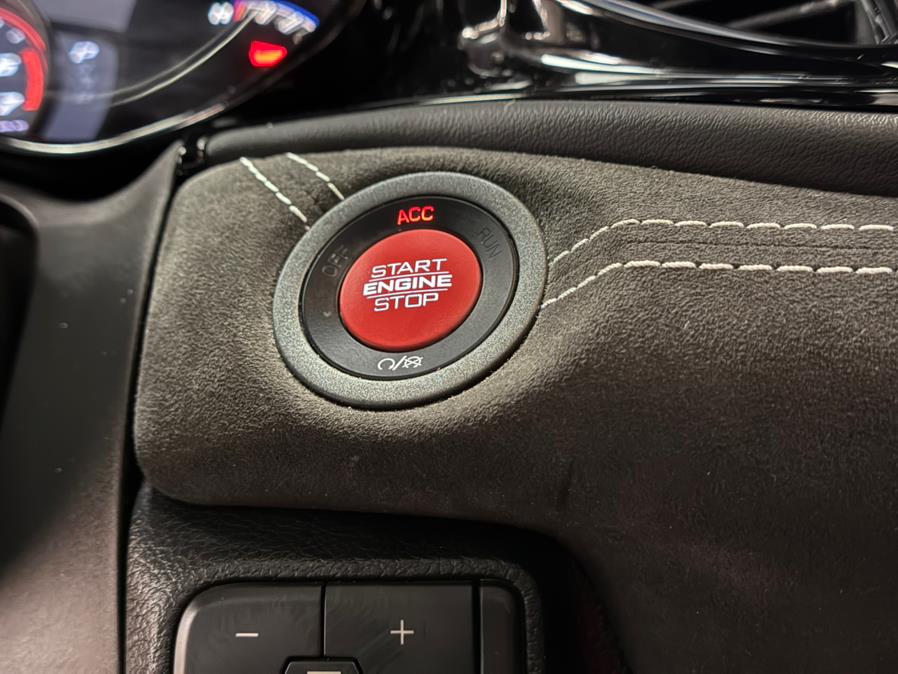 ACC
OFF
RUN
START
ENGINE
STOP
−
+